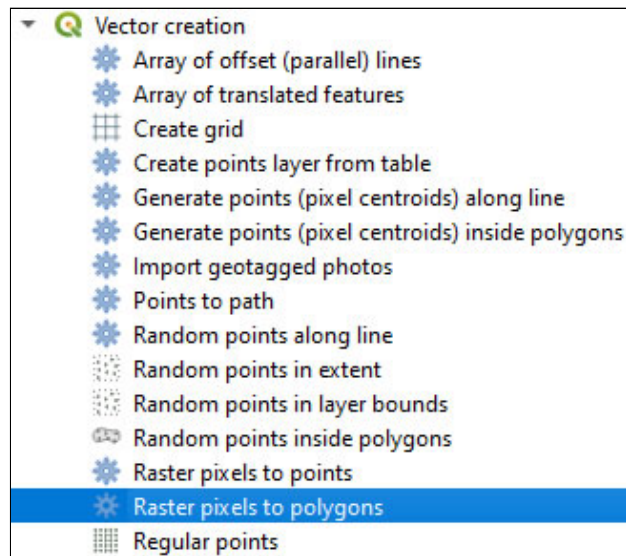 Vector creation
Array of offset (parallel) lines
Array of translated features
Create grid
Create points layer from table
Generate points (pixel centroids) along line
Generate points (pixel centroids) inside polygons
Import geotagged photos
Points to path
Random points along line
Random points in extent
Random points in layer bounds
Random points inside polygons
Raster pixels to points
Raster pixels to polygons
Regular points